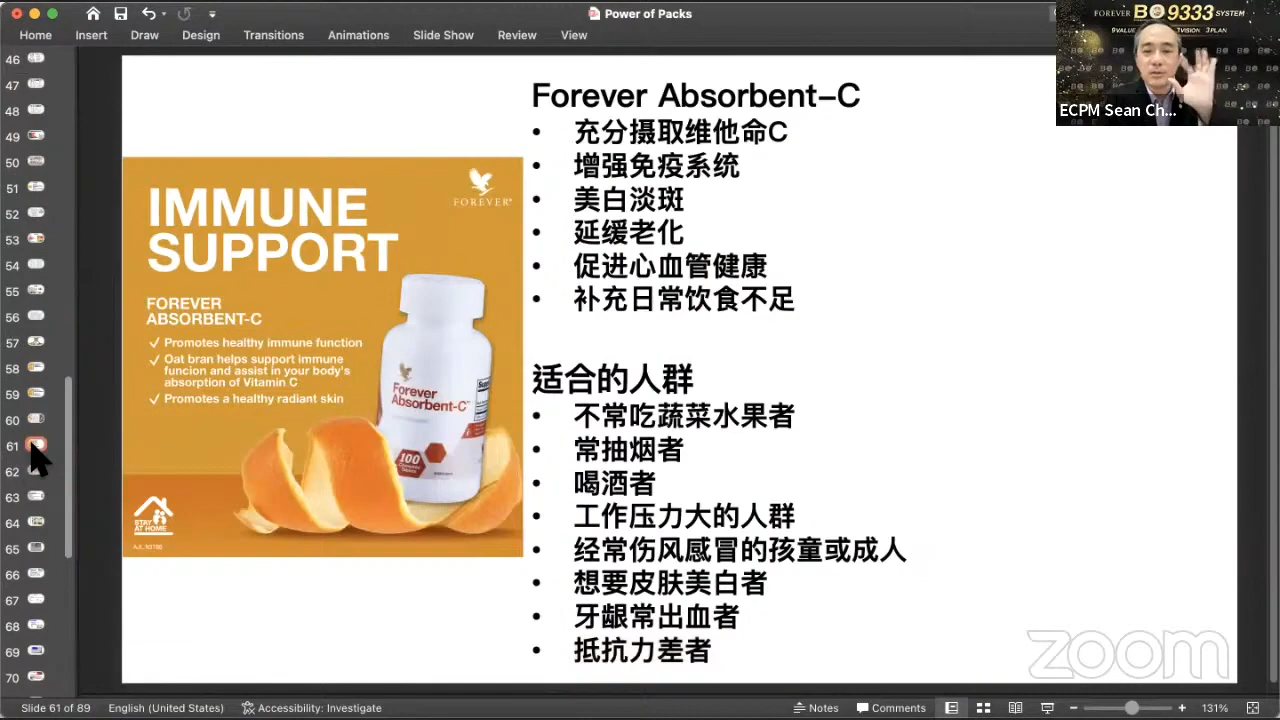 Power of Packs
Home Insert Draw Design Transitions Animations Slide Show Review View
FOREVER BO 9333 SYSTEM
ECPM Sean Ch...
46
47
48
49
50
51
52
53
54
55
56
57
58
59
60
61
62
63
64
65
66
67
68
69
70
IMMUNE
SUPPORT
FOREVER
FOREVER
ABSORBENT-C
✓ Promotes healthy immune function
✓ Oat bran helps support immune
funcion and assist in your body's
absorption of Vitamin C
✓ Promotes a healthy radiant skin
Forever
Absorbent-C™
100
STAY
AT HOME
Forever Absorbent-C
• 充分摄取维他命C
• 增强免疫系统
• 美白淡斑
• 延缓老化
• 促进心血管健康
• 补充日常饮食不足
适合的人群
• 不常吃蔬菜水果者
• 常抽烟者
• 喝酒者
• 工作压力大的人群
• 经常伤风感冒的孩童或成人
• 想要皮肤美白者
• 牙龈常出血者
• 抵抗力差者
zoom
Slide 61 of 89 English (United States) Accessibility: Investigate Notes Comments 131%